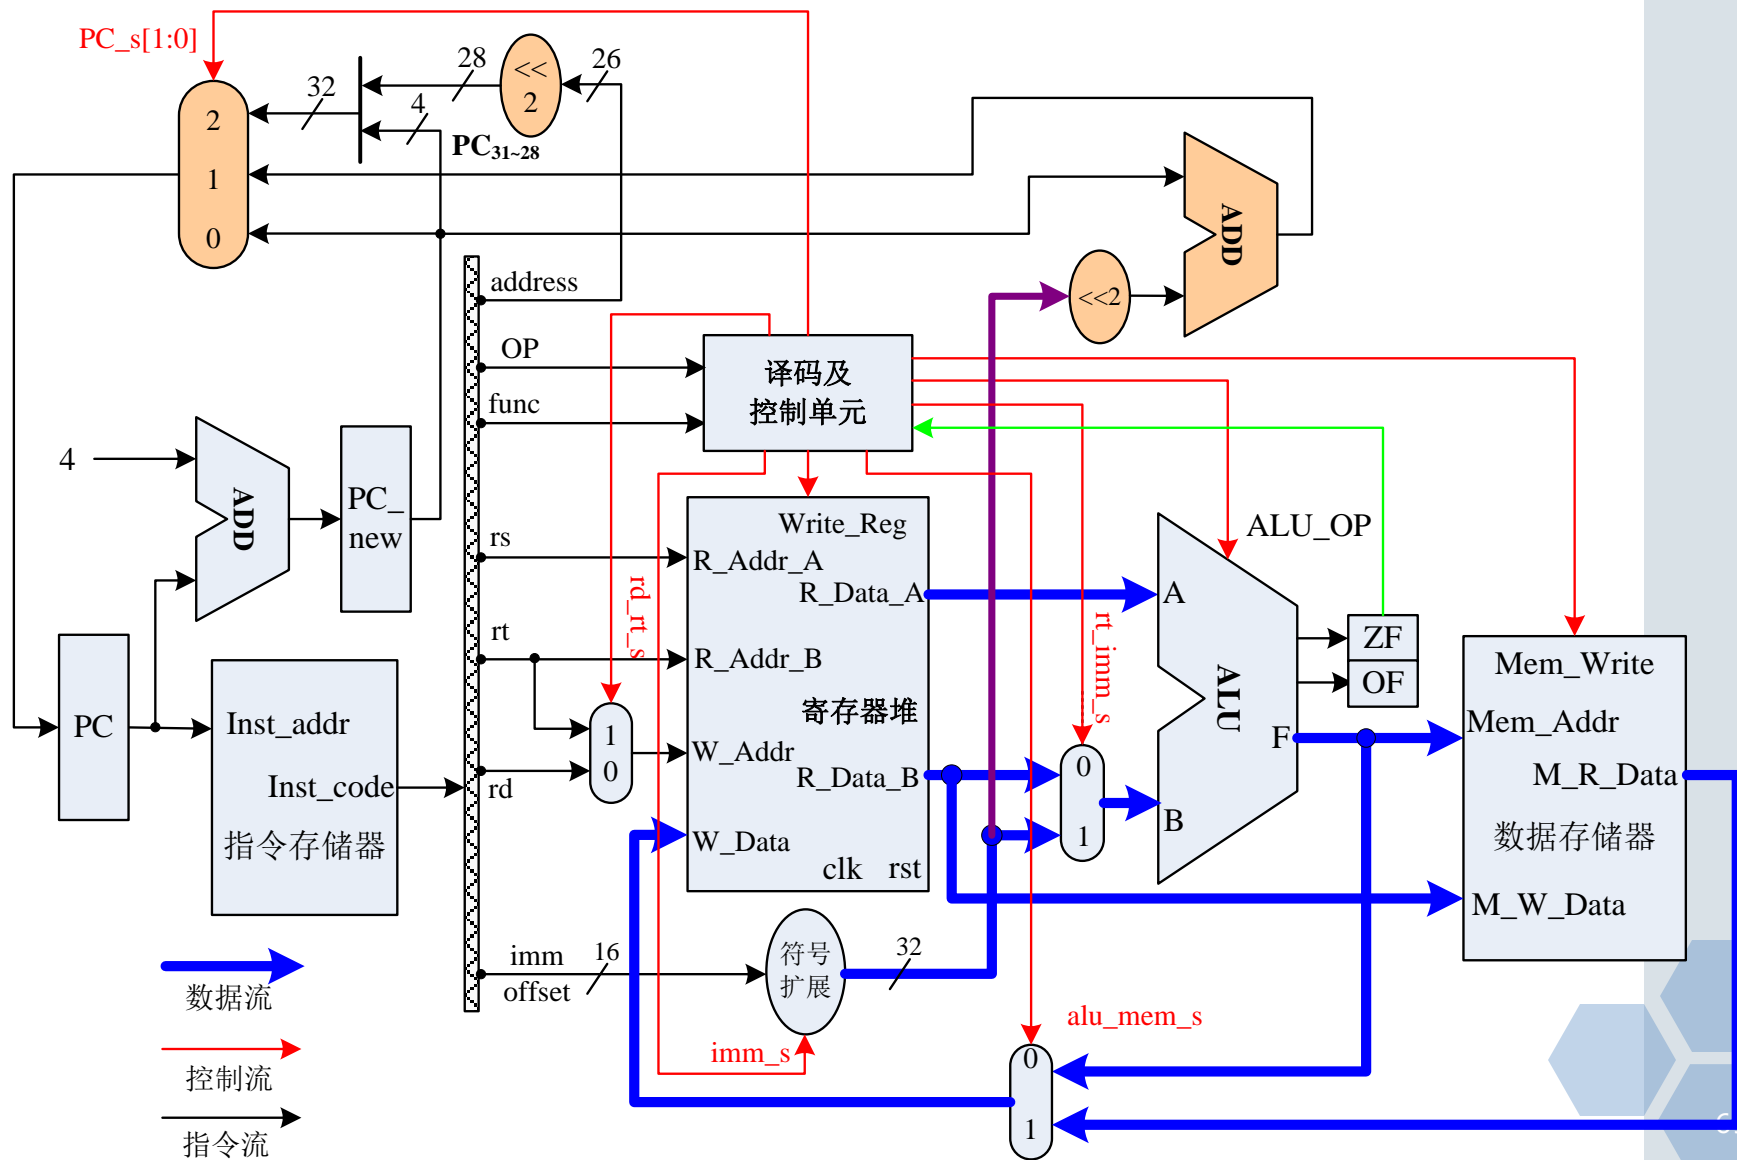 PC_s[1:0]
28
<<
2
26
32
4
2
PC31~28
1
0
ADD
address
<<2
OP
译码及
控制单元
func
4
ADD
PC_
new
Write_Reg
ALU_OP
rs
R_Addr_A
R_Data_A
A
rd_rt_s
rt_imm_s
rt
R_Addr_B
ZF
OF
Mem_Write
ALU
PC
Inst_addr
寄存器堆
1
0
W_Addr
F
Mem_Addr
R_Data_B
0
1
M_R_Data
Inst_code
rd
B
指令存储器
W_Data
数据存储器
clk rst
M_W_Data
imm
offset
16
符号
扩展
32
数据流
alu_mem_s
imm_s
0
1
控制流
指令流